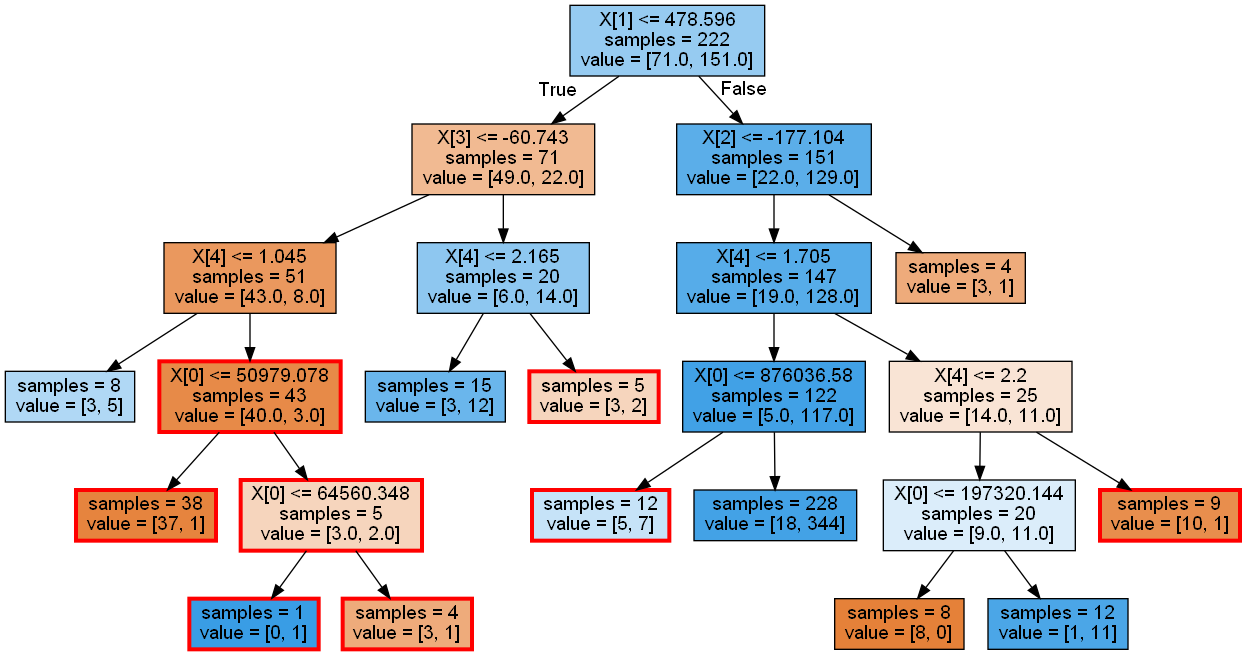 X[1] <= 478.596
samples = 222
value = [71.0, 151.0]
True
False
X[3] <= -60.743
samples = 71
value = [49.0, 22.0]
X[2] <= -177.104
samples = 151
value = [22.0, 129.0]
X[4] <= 1.045
samples = 51
value = [43.0, 8.0]
X[4] <= 2.165
samples = 20
value = [6.0, 14.0]
X[4] <= 1.705
samples = 147
value = [19.0, 128.0]
samples = 4
value = [3, 1]
samples = 8
value = [3, 5]
X[0] <= 50979.078
samples = 43
value = [40.0, 3.0]
samples = 15
value = [3, 12]
samples = 5
value = [3, 2]
X[0] <= 876036.58
samples = 122
value = [5.0, 117.0]
X[4] <= 2.2
samples = 25
value = [14.0, 11.0]
samples = 38
value = [37, 1]
X[0] <= 64560.348
samples = 5
value = [3.0, 2.0]
samples = 12
value = [5, 7]
samples = 228
value = [18, 344]
X[0] <= 197320.144
samples = 20
value = [9.0, 11.0]
samples = 9
value = [10, 1]
samples = 1
value = [0, 1]
samples = 4
value = [3, 1]
samples = 8
value = [8, 0]
samples = 12
value = [1, 11]